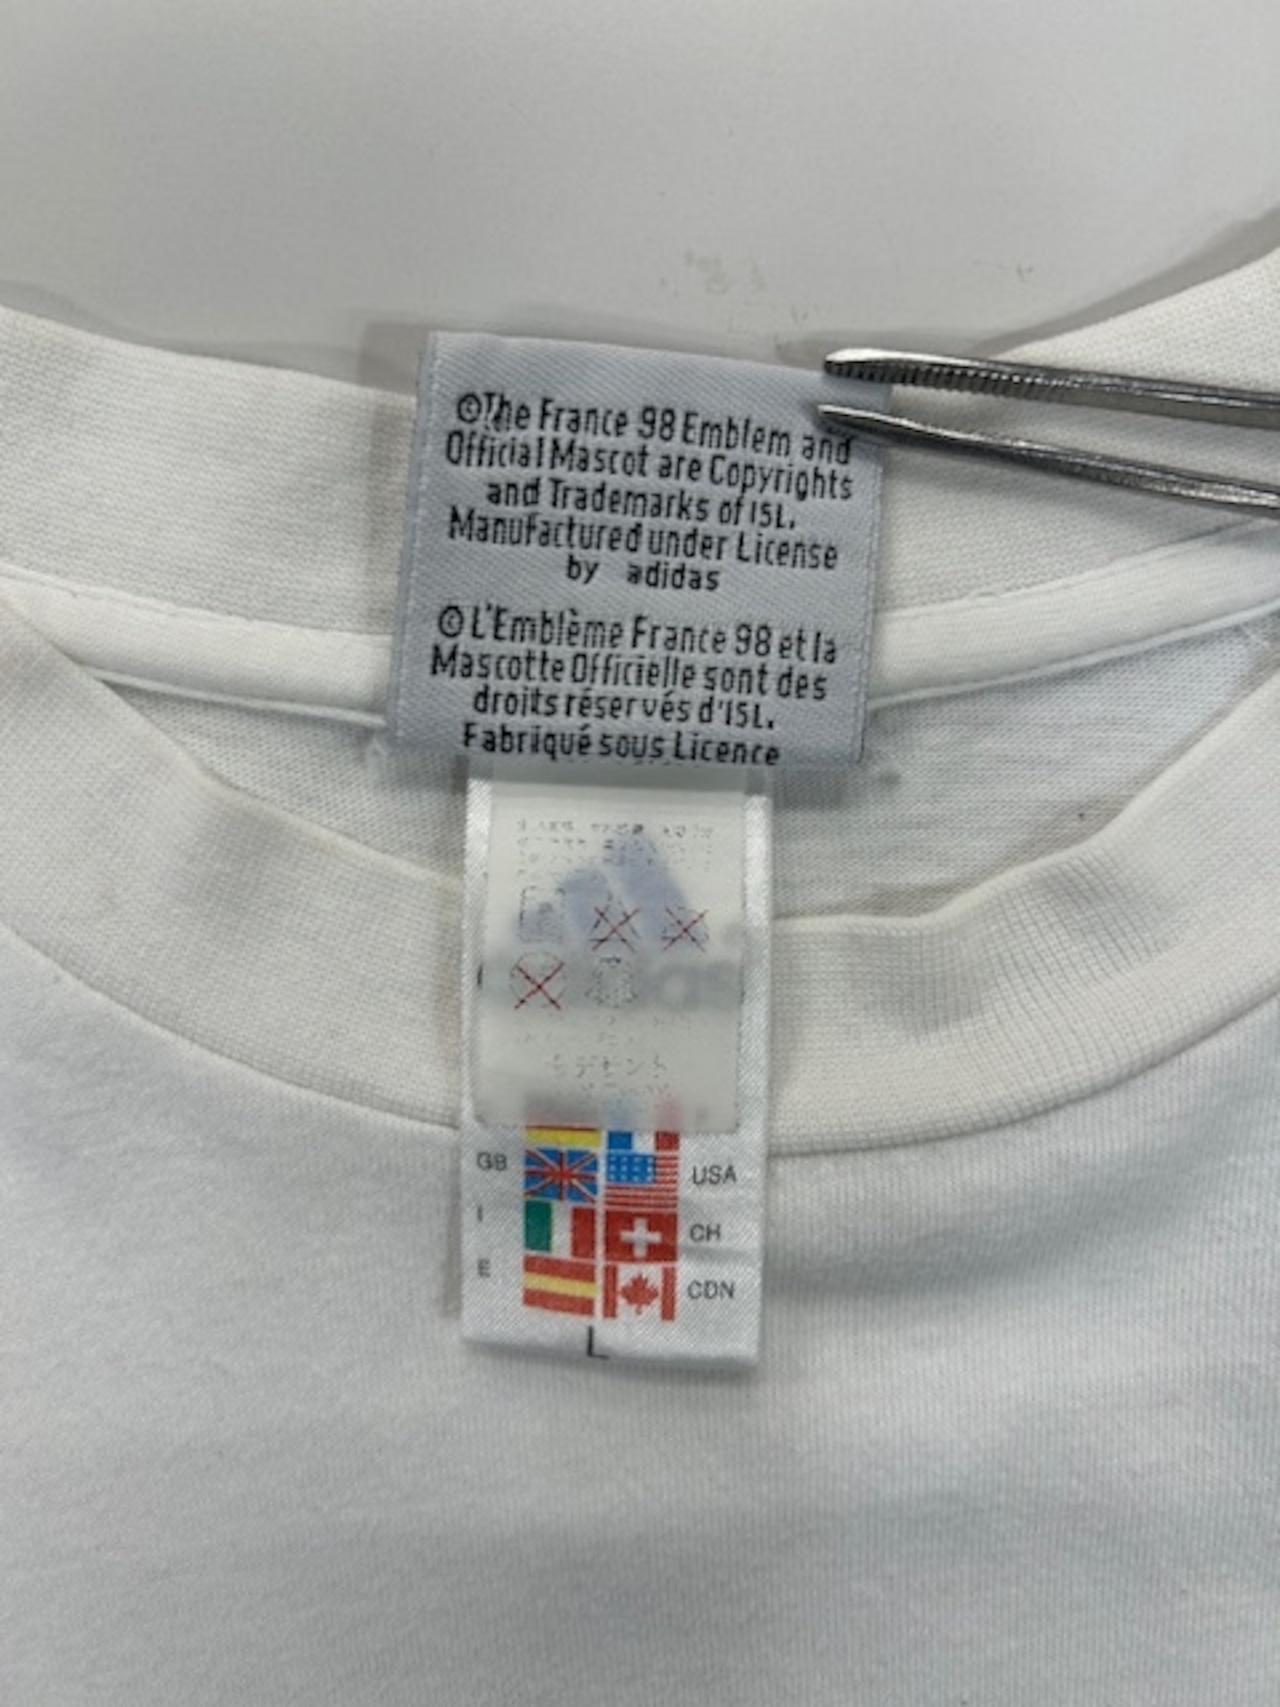 ©The France 98 Emblem and
Official Mascot are Copyrights
and Trademarks of ISL.
Manufactured under License
by adidas
© L'Emblème France 98 et la
Mascotte Officielle sont des
droits réservés d'ISL.
Fabriqué sous Licence
GB USA
I CH
E CDN
L